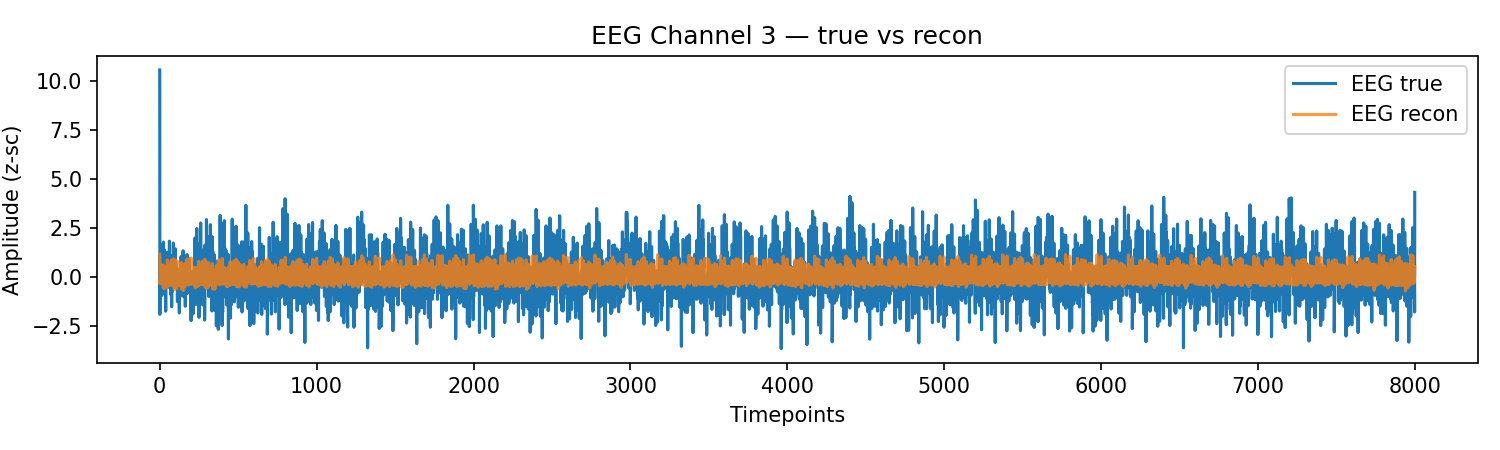 EEG Channel 3 — true vs recon
EEG true
EEG recon
Amplitude (z-sc)
10.0
7.5
5.0
2.5
0.0
−2.5
0 1000 2000 3000 4000 5000 6000 7000 8000
Timepoints